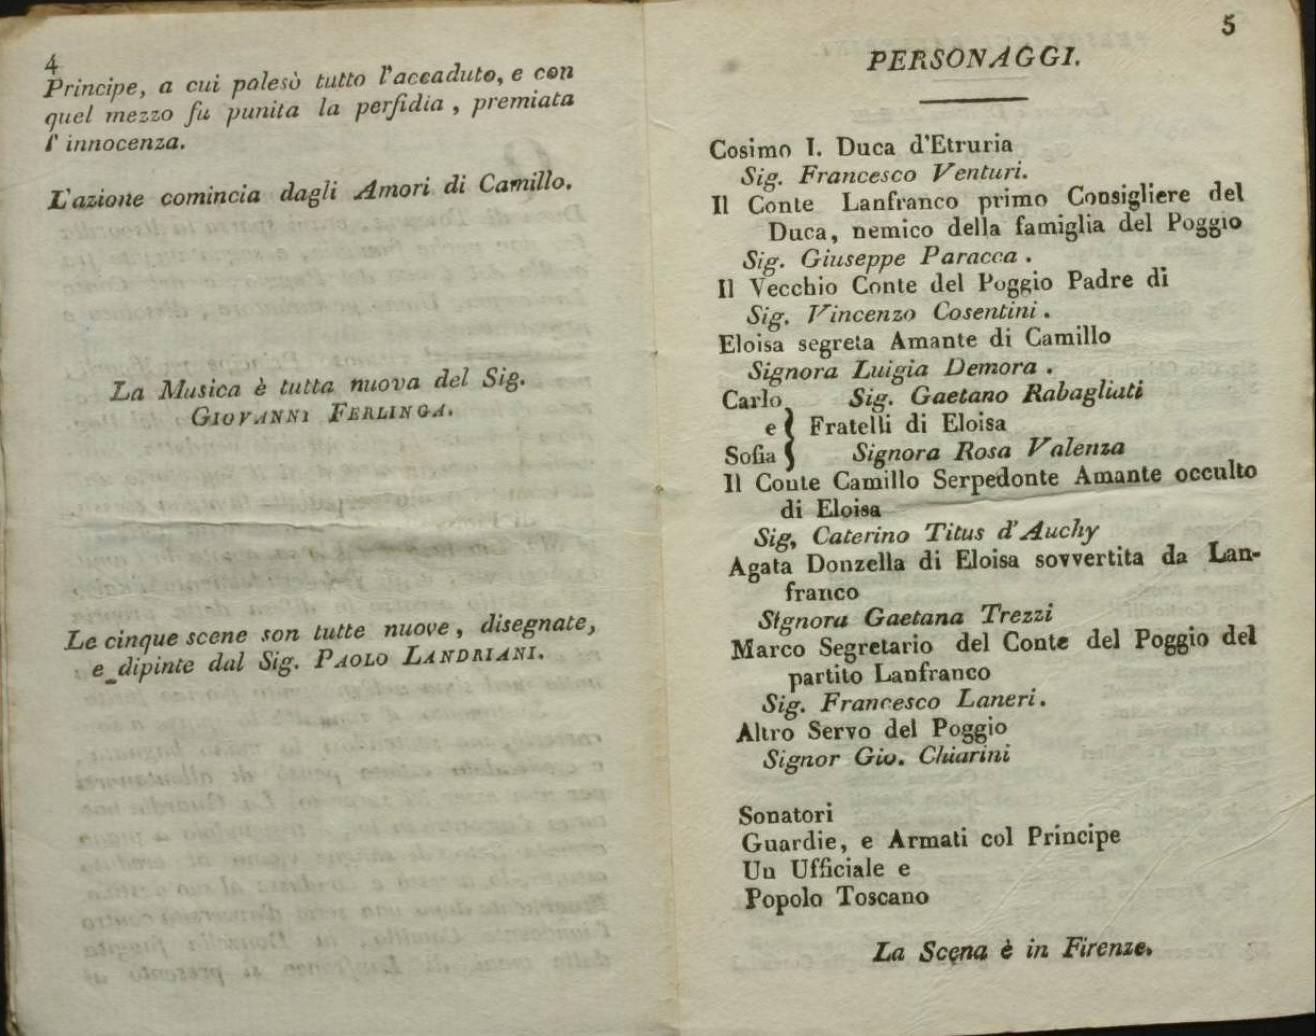 4
Principe, a cui palesò tutto l'accaduto, e con
quel mezzo fu punita la perfidia, premiata
l'innocenza.
L'azione comincia dagli Amori di Camillo.
La Musica è tutta nuova del Sig.
GIOVANNI FERLINGA.
Le cinque scene son tutte nuove, disegnate,
e dipinte dal Sig. PAOLO LANDRIANI.
5
PERSONAGGI.
Cosimo I. Duca d'Etruria
Sig. Francesco Venturi.
Il Conte Lanfranco primo Consigliere del
Duca, nemico della famiglia del Poggio
Sig. Giuseppe Paracca.
Il Vecchio Conte del Poggio Padre di
Sig. Vincenzo Cosentini.
Eloisa segreta Amante di Camillo
Signora Luigia Demora.
Carlo Sig. Gaetano Rabagliati
e } Fratelli di Eloisa
Sofia Signora Rosa Valenza
Il Conte Camillo Serpedonte Amante occulto
di Eloisa
Sig, Caterino Titus d'Auchy
Agata Donzella di Eloisa sovvertita da Lan-
franco
Signora Gaetana Trezzi
Marco Segretario del Conte del Poggio del
partito Lanfranco
Sig. Francesco Laneri.
Altro Servo del Poggio
Signor Gio. Chiarini
Sonatori
Guardie, e Armati col Principe
Un Ufficiale e
Popolo Toscano
La Scena è in Firenze.